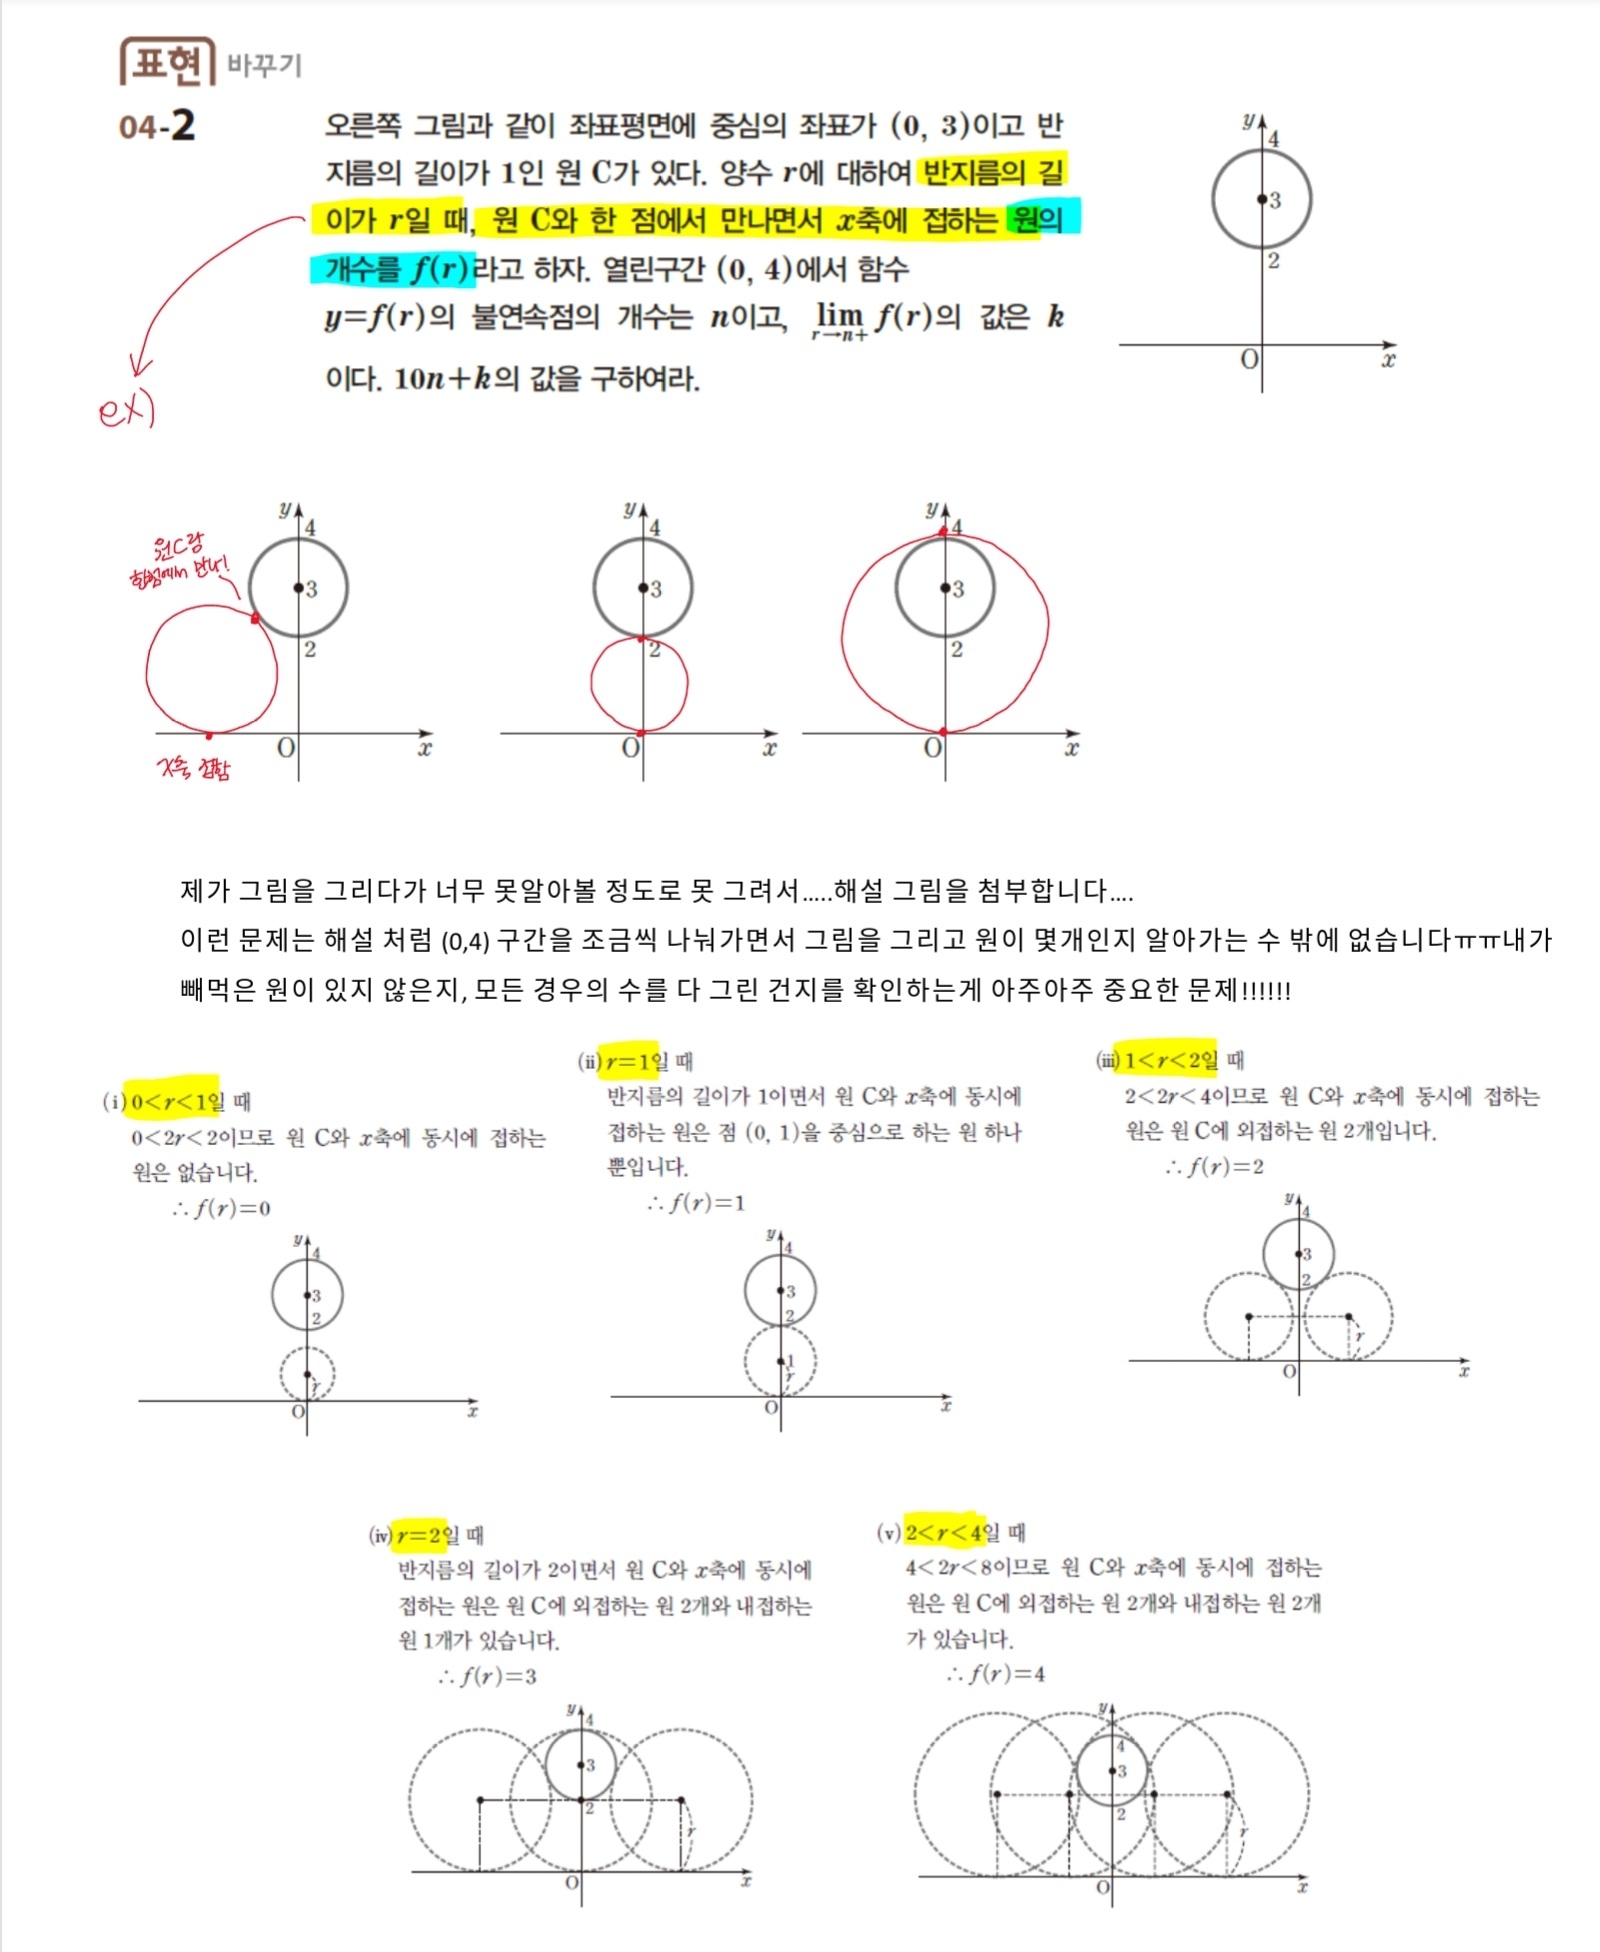 표현 바꾸기
04-2
오른쪽 그림과 같이 좌표평면에 중심의 좌표가 (0, 3)이고 반
지름의 길이가 1인 원 C가 있다. 양수 r에 대하여 반지름의 길
이가 r일 때, 원 C와 한 점에서 만나면서 x축에 접하는 원의
개수를 f(r)라고 하자. 열린구간 (0, 4)에서 함수
y=f(r)의 불연속점의 개수는 n이고, lim r→n+ f(r)의 값은 k
이다. 10n+k의 값을 구하여라.
y
4
3
2
O
x
ex)
원C랑
한점에서 만나!
y
4
3
2
O
x
x축 접함
y
4
3
2
O
x
y
4
3
2
O
x
제가 그림을 그리다가 너무 못알아볼 정도로 못 그려서.....해설 그림을 첨부합니다....
이런 문제는 해설 처럼 (0,4) 구간을 조금씩 나눠가면서 그림을 그리고 원이 몇개인지 알아가는 수 밖에 없습니다ㅠㅠ내가
빼먹은 원이 있지 않은지, 모든 경우의 수를 다 그린 건지를 확인하는게 아주아주 중요한 문제!!!!!!
(i) 0<r<1일 때
0<2r<2이므로 원 C와 x축에 동시에 접하는
원은 없습니다.
∴ f(r)=0
y
4
3
2
r
O
x
(ii) r=1일 때
반지름의 길이가 1이면서 원 C와 x축에 동시에
접하는 원은 점 (0, 1)을 중심으로 하는 원 하나
뿐입니다.
∴ f(r)=1
y
4
3
2
1
r
O
x
(iii) 1<r<2일 때
2<2r<4이므로 원 C와 x축에 동시에 접하는
원은 원 C에 외접하는 원 2개입니다.
∴ f(r)=2
y
4
3
2
r
O
x
(iv) r=2일 때
반지름의 길이가 2이면서 원 C와 x축에 동시에
접하는 원은 원 C에 외접하는 원 2개와 내접하는
원 1개가 있습니다.
∴ f(r)=3
y
4
3
2
r
O
x
(v) 2<r<4일 때
4<2r<8이므로 원 C와 x축에 동시에 접하는
원은 원 C에 외접하는 원 2개와 내접하는 원 2개
가 있습니다.
∴ f(r)=4
y
4
3
2
r
O
x